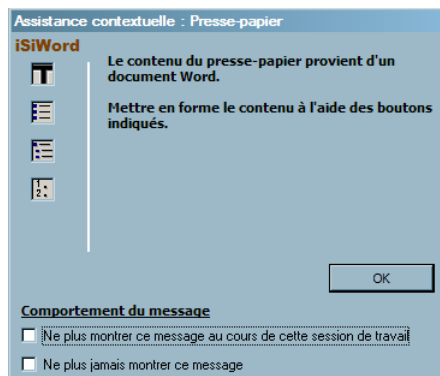 Assistance contextuelle : Presse-papier
iSiWord
Le contenu du presse-papier provient d'un
document Word.
Mettre en forme le contenu à l'aide des boutons
indiqués.
OK
Comportement du message
Ne plus montrer ce message au cours de cette session de travail
Ne plus jamais montrer ce message